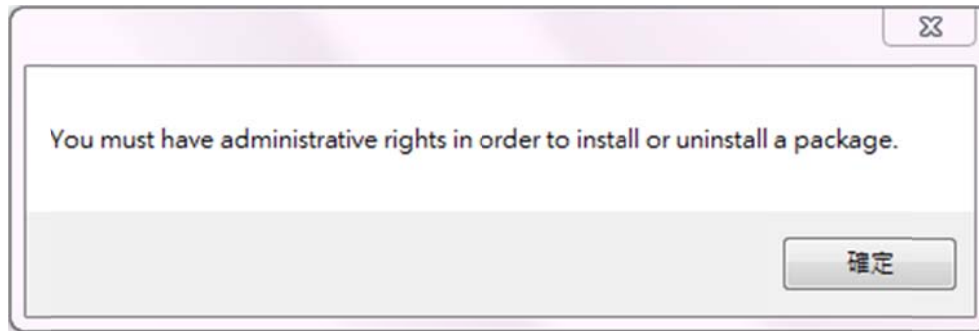 You must have administrative rights in order to install or uninstall a package.
確定